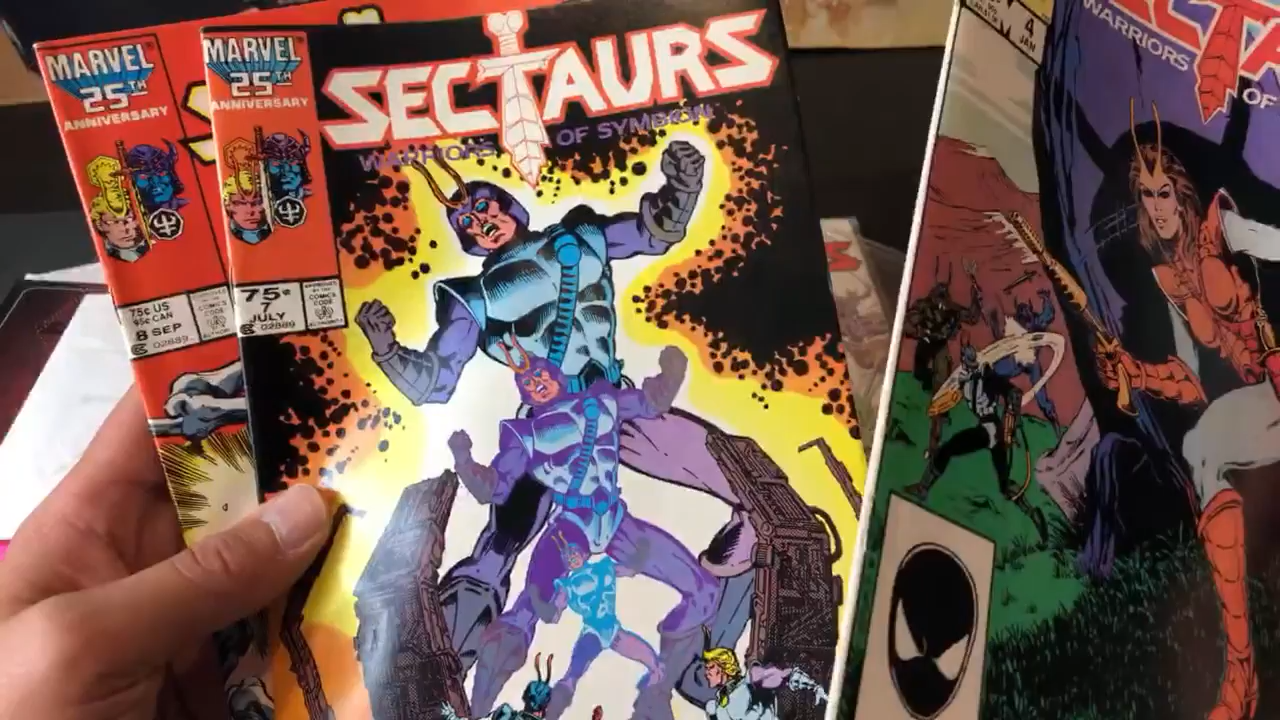 MARVEL
25TH
ANNIVERSARY
75¢ US
95¢ CAN
8 SEP
02889
MARVEL
25TH
ANNIVERSARY
75¢
7
JULY
02889
APPROVED
BY THE
COMICS
CODE
AUTHORITY
SECTAURS
WARRIORS OF SYMBION
4
JAN
WARRIORS
OF